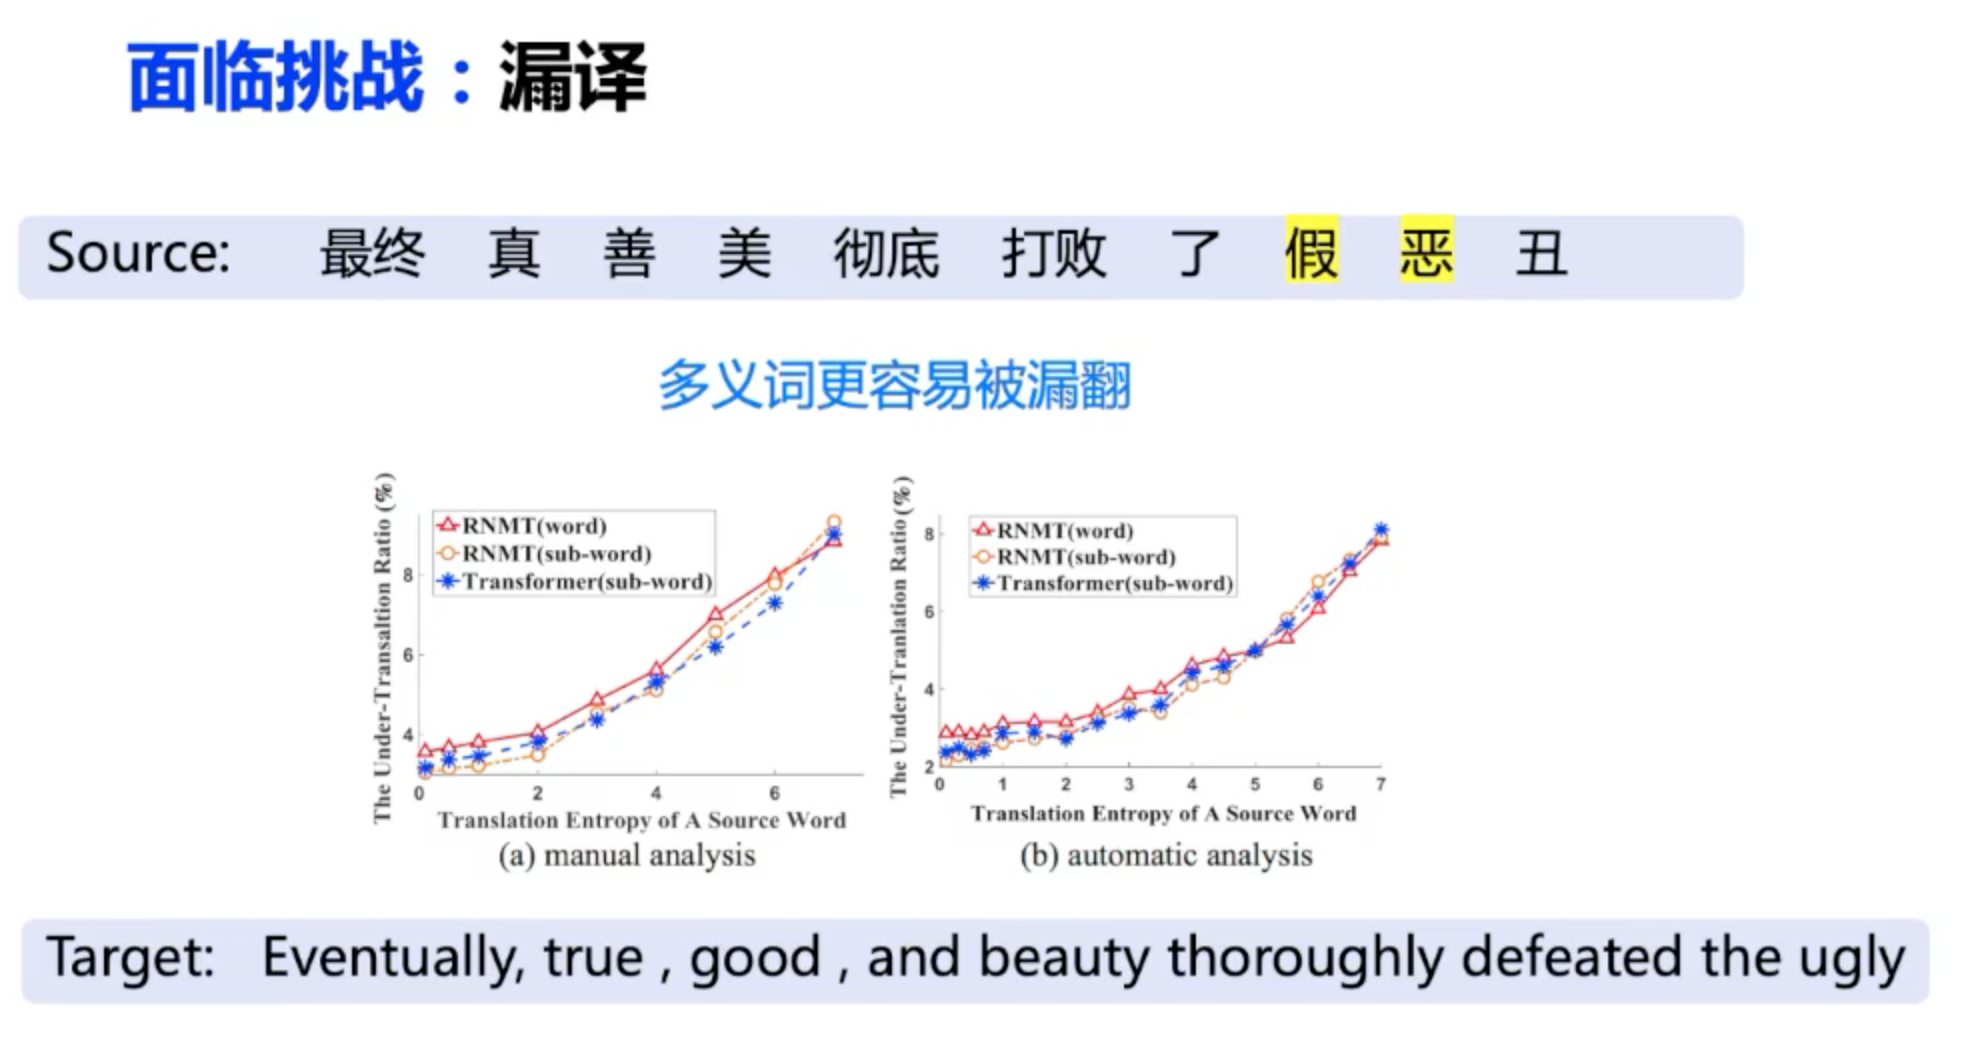 面临挑战：漏译
Source: 最终 真 善 美 彻底 打败 了 假 恶 丑
多义词更容易被漏翻
The Under-Transaltion Ratio (%)
RNMT(word)
RNMT(sub-word)
Transformer(sub-word)
8
6
4
0 2 4 6
Translation Entropy of A Source Word
(a) manual analysis
The Under-Tranlation Ratio(%)
RNMT(word)
RNMT(sub-word)
Transformer(sub-word)
8
6
4
2
0 1 2 3 4 5 6 7
Translation Entropy of A Source Word
(b) automatic analysis
Target: Eventually, true , good , and beauty thoroughly defeated the ugly